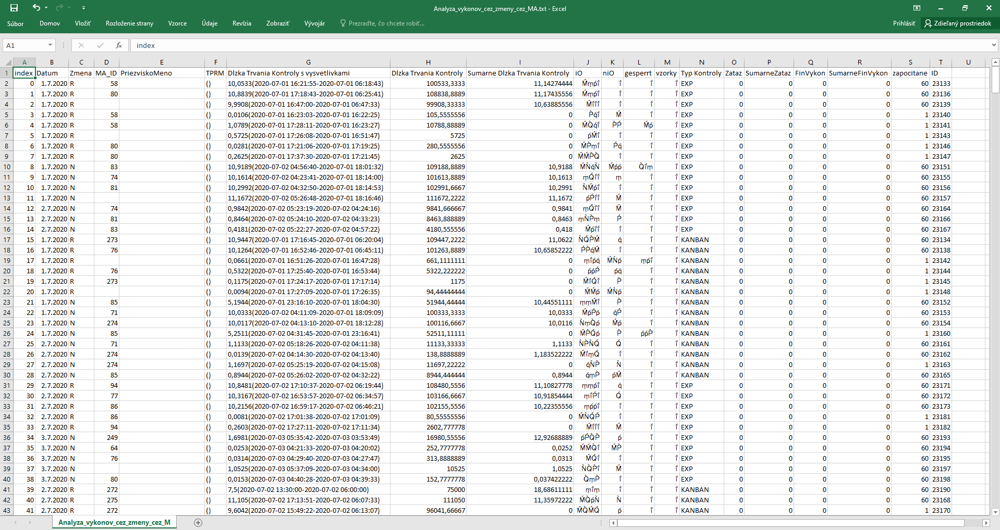 Analyza_vykonov_cez_zmeny_cez_MA.txt - Excel
Súbor Domov Vložiť Rozloženie strany Vzorce Údaje Revízia Zobraziť Vývojár Prezraďte, čo chcete robiť... Prihlásiť Zdieľaný prostriedok
A1 fx index
A B C D E F G H I J K L M N O P Q R S T U
1 index Datum Zmena MA_ID PriezviskoMeno TPRM Dlzka Trvania Kontroly s vysvetlivkami Dlzka Trvania Kontroly Sumarne Dlzka Trvania Kontroly iO niO gesperrt vzorky Typ Kontroly Zataz SumarneZataz FinVykon SumarneFinVykon zapocitane ID
2 0 1.7.2020 R 58 () 10,0533(2020-07-01 16:21:55-2020-07-01 06:18:43) 100533,3333 11,14274444 EXP 0 0 0 0 60 23133
3 1 1.7.2020 R 80 () 10,8839(2020-07-01 17:18:43-2020-07-01 06:25:41) 108838,8889 11,17435556 EXP 0 0 0 0 60 23136
4 2 1.7.2020 R () 9,9908(2020-07-01 16:47:00-2020-07-01 06:47:33) 99908,33333 10,63885556 EXP 0 0 0 0 60 23139
5 3 1.7.2020 R 58 () 0,0106(2020-07-01 16:23:03-2020-07-01 16:22:25) 105,5555556 0 EXP 0 0 0 0 1 23140
6 4 1.7.2020 R 58 () 1,0789(2020-07-01 17:28:11-2020-07-01 16:23:27) 10788,88889 0 EXP 0 0 0 0 1 23141
7 5 1.7.2020 R () 0,5725(2020-07-01 17:26:08-2020-07-01 16:51:47) 5725 0 EXP 0 0 0 0 1 23143
8 6 1.7.2020 R 80 () 0,0281(2020-07-01 17:21:06-2020-07-01 17:19:25) 280,5555556 0 EXP 0 0 0 0 1 23146
9 7 1.7.2020 R 80 () 0,2625(2020-07-01 17:37:30-2020-07-01 17:21:45) 2625 0 EXP 0 0 0 0 1 23147
10 8 1.7.2020 N 83 () 10,9189(2020-07-02 04:56:40-2020-07-01 18:01:32) 109188,8889 10,9188 EXP 0 0 0 0 60 23151
11 9 1.7.2020 N 74 () 10,1614(2020-07-02 04:23:41-2020-07-01 18:14:00) 101613,8889 10,1613 EXP 0 0 0 0 60 23155
12 10 1.7.2020 N 81 () 10,2992(2020-07-02 04:32:50-2020-07-01 18:14:53) 102991,6667 10,2991 EXP 0 0 0 0 60 23156
13 11 1.7.2020 N () 11,1672(2020-07-02 05:26:48-2020-07-01 18:16:46) 111672,2222 11,1672 EXP 0 0 0 0 60 23157
14 12 2.7.2020 N 74 () 0,9842(2020-07-02 05:23:19-2020-07-02 04:24:16) 9841,666667 0,9841 EXP 0 0 0 0 60 23164
15 13 2.7.2020 N 81 () 0,8464(2020-07-02 05:24:10-2020-07-02 04:33:23) 8463,888889 0,8463 EXP 0 0 0 0 60 23166
16 14 2.7.2020 N 83 () 0,4181(2020-07-02 05:22:27-2020-07-02 04:57:22) 4180,555556 0,418 EXP 0 0 0 0 60 23167
17 15 1.7.2020 R 273 () 10,9447(2020-07-01 17:16:45-2020-07-01 06:20:04) 109447,2222 11,0622 KANBAN 0 0 0 0 60 23134
18 16 1.7.2020 R 76 () 10,1264(2020-07-01 16:52:46-2020-07-01 06:45:11) 101263,8889 10,65852222 KANBAN 0 0 0 0 60 23138
19 17 1.7.2020 R () 0,0661(2020-07-01 16:51:26-2020-07-01 16:47:28) 661,1111111 0 KANBAN 0 0 0 0 1 23142
20 18 1.7.2020 R 76 () 0,5322(2020-07-01 17:25:40-2020-07-01 16:53:44) 5322,222222 0 KANBAN 0 0 0 0 1 23144
21 19 1.7.2020 R 273 () 0,1175(2020-07-01 17:24:17-2020-07-01 17:17:14) 1175 0 KANBAN 0 0 0 0 1 23145
22 20 1.7.2020 R () 0,0094(2020-07-01 17:27:09-2020-07-01 17:26:35) 94,44444444 0 KANBAN 0 0 0 0 1 23148
23 21 1.7.2020 N 85 () 5,1944(2020-07-01 23:16:10-2020-07-01 18:04:30) 51944,44444 10,44551111 KANBAN 0 0 0 0 60 23152
24 22 1.7.2020 N 71 () 10,0333(2020-07-02 04:11:09-2020-07-01 18:09:09) 100333,3333 10,0333 KANBAN 0 0 0 0 60 23153
25 23 1.7.2020 N 274 () 10,0117(2020-07-02 04:13:10-2020-07-01 18:12:28) 100116,6667 10,0116 KANBAN 0 0 0 0 60 23154
26 24 1.7.2020 N 85 () 5,2511(2020-07-02 04:31:45-2020-07-01 23:16:41) 52511,11111 0 KANBAN 0 0 0 0 1 23160
27 25 2.7.2020 N 71 () 1,1133(2020-07-02 05:18:26-2020-07-02 04:11:38) 11133,33333 1,1133 KANBAN 0 0 0 0 60 23161
28 26 2.7.2020 N 274 () 0,0139(2020-07-02 04:14:30-2020-07-02 04:13:40) 138,8888889 1,183522222 KANBAN 0 0 0 0 60 23162
29 27 2.7.2020 N 274 () 1,1697(2020-07-02 05:25:19-2020-07-02 04:15:08) 11697,22222 0 KANBAN 0 0 0 0 1 23163
30 28 2.7.2020 N 85 () 0,8944(2020-07-02 05:26:02-2020-07-02 04:32:22) 8944,444444 0,8944 KANBAN 0 0 0 0 60 23165
31 29 2.7.2020 R 94 () 10,8481(2020-07-02 17:10:37-2020-07-02 06:19:44) 108480,5556 11,10827778 EXP 0 0 0 0 60 23171
32 30 2.7.2020 R 77 () 10,3167(2020-07-02 16:53:57-2020-07-02 06:34:57) 103166,6667 10,91854444 EXP 0 0 0 0 60 23172
33 31 2.7.2020 R 86 () 10,2156(2020-07-02 16:59:17-2020-07-02 06:46:21) 102155,5556 10,22355556 EXP 0 0 0 0 60 23173
34 32 2.7.2020 R 86 () 0,0081(2020-07-02 17:01:38-2020-07-02 17:01:09) 80,55555556 0 EXP 0 0 0 0 1 23181
35 33 2.7.2020 R 94 () 0,2603(2020-07-02 17:27:11-2020-07-02 17:11:34) 2602,777778 0 EXP 0 0 0 0 1 23182
36 34 3.7.2020 N 249 () 1,6981(2020-07-03 05:35:42-2020-07-03 03:53:49) 16980,55556 12,92688889 EXP 0 0 0 0 60 23193
37 35 3.7.2020 N 64 () 0,0253(2020-07-03 04:21:33-2020-07-03 04:20:02) 252,7777778 0,0252 EXP 0 0 0 0 60 23194
38 36 3.7.2020 N 76 () 0,0314(2020-07-03 04:29:40-2020-07-03 04:27:47) 313,8888889 0,0313 EXP 0 0 0 0 60 23195
39 37 3.7.2020 N () 1,0525(2020-07-03 05:37:09-2020-07-03 04:34:00) 10525 1,0525 EXP 0 0 0 0 60 23197
40 38 3.7.2020 N 80 () 0,0153(2020-07-03 04:40:28-2020-07-03 04:39:33) 152,7777778 0,037422222 EXP 0 0 0 0 60 23198
41 39 2.7.2020 R 272 () 7,5(2020-07-02 13:30:00-2020-07-02 06:00:00) 75000 18,68611111 KANBAN 0 0 0 0 60 23190
42 40 2.7.2020 R 275 () 11,105(2020-07-02 17:13:51-2020-07-02 06:07:33) 111050 11,35972222 KANBAN 0 0 0 0 60 23168
43 41 2.7.2020 R 272 () 9,6042(2020-07-02 15:49:22-2020-07-02 06:13:07) 96041,66667 0 KANBAN 0 0 0 0 1 23170
Analyza_vykonov_cez_zmeny_cez_M